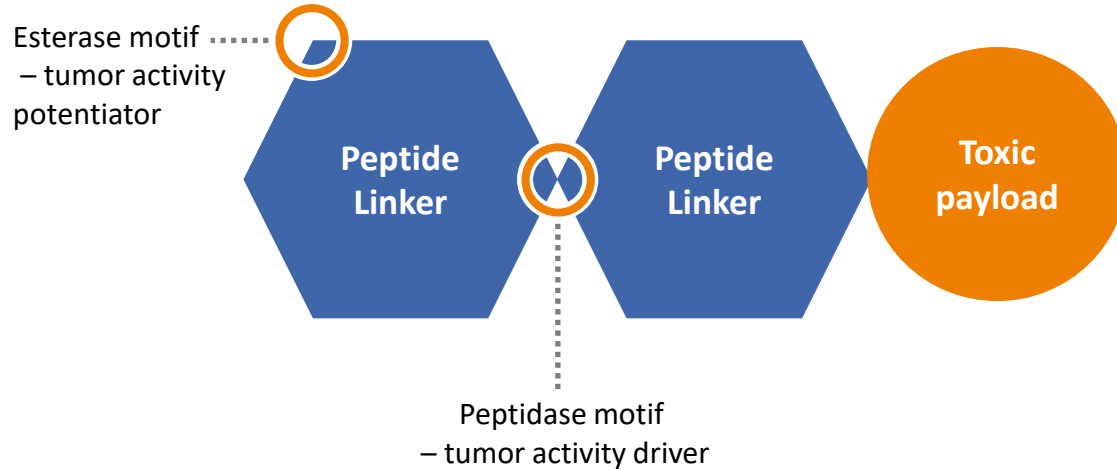 Esterase motif
– tumor activity
potentiator
Peptide
Linker
Peptide
Linker
Toxic
payload
Peptidase motif
– tumor activity driver